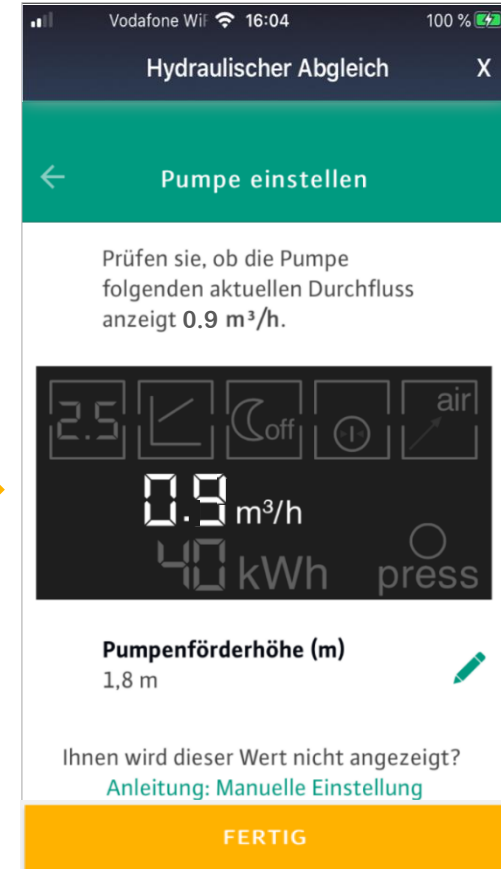 Vodafone WiF 16:04 100 %
Hydraulischer Abgleich X
Pumpe einstellen
Prüfen sie, ob die Pumpe
folgenden aktuellen Durchfluss
anzeigt 0.9 m³/h.
2.5 off air
0.9 m³/h
40 kWh press
Pumpenförderhöhe (m)
1,8 m
Ihnen wird dieser Wert nicht angezeigt?
Anleitung: Manuelle Einstellung
FERTIG